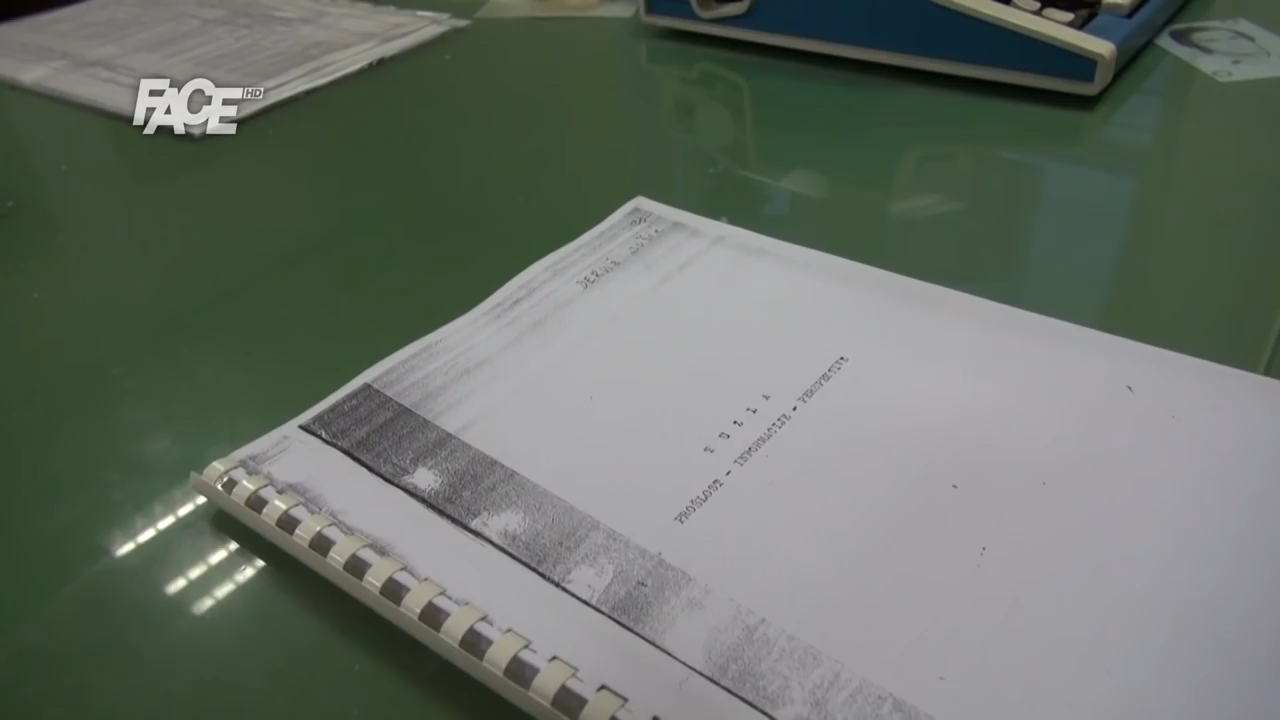 FACE HD
T U Z L A
PROŠLOST - INFORMACIJE - PERSPEKTIVE